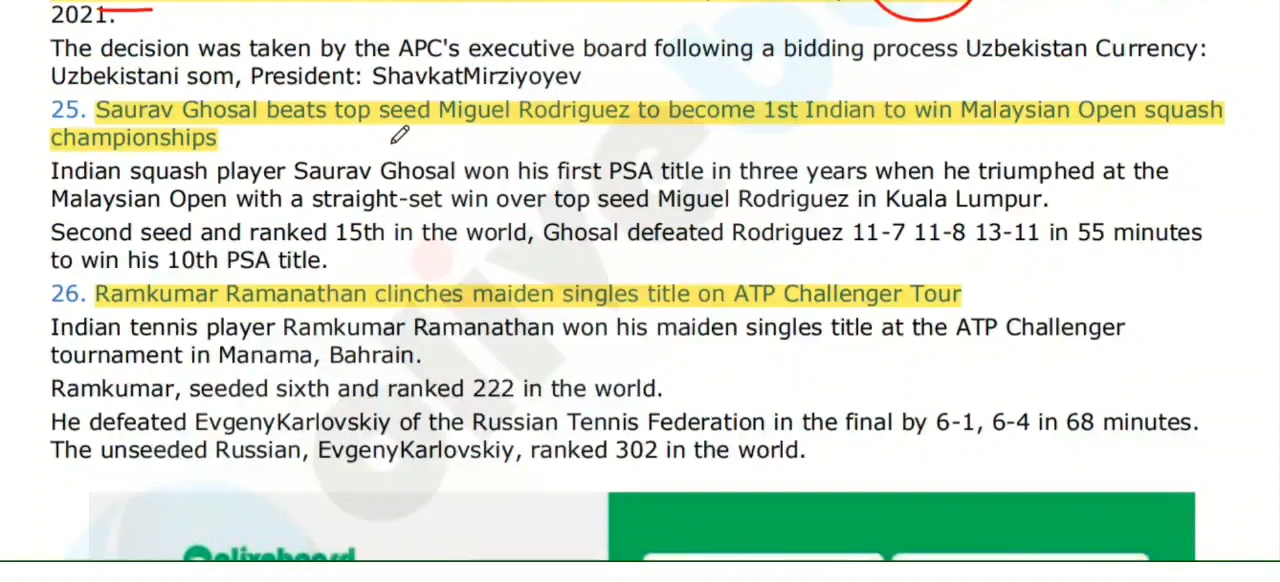 2021.
The decision was taken by the APC's executive board following a bidding process Uzbekistan Currency:
Uzbekistani som, President: ShavkatMirziyoyev
25. Saurav Ghosal beats top seed Miguel Rodriguez to become 1st Indian to win Malaysian Open squash
championships
Indian squash player Saurav Ghosal won his first PSA title in three years when he triumphed at the
Malaysian Open with a straight-set win over top seed Miguel Rodriguez in Kuala Lumpur.
Second seed and ranked 15th in the world, Ghosal defeated Rodriguez 11-7 11-8 13-11 in 55 minutes
to win his 10th PSA title.
26. Ramkumar Ramanathan clinches maiden singles title on ATP Challenger Tour
Indian tennis player Ramkumar Ramanathan won his maiden singles title at the ATP Challenger
tournament in Manama, Bahrain.
Ramkumar, seeded sixth and ranked 222 in the world.
He defeated EvgenyKarlovskiy of the Russian Tennis Federation in the final by 6-1, 6-4 in 68 minutes.
The unseeded Russian, EvgenyKarlovskiy, ranked 302 in the world.
oliveboard